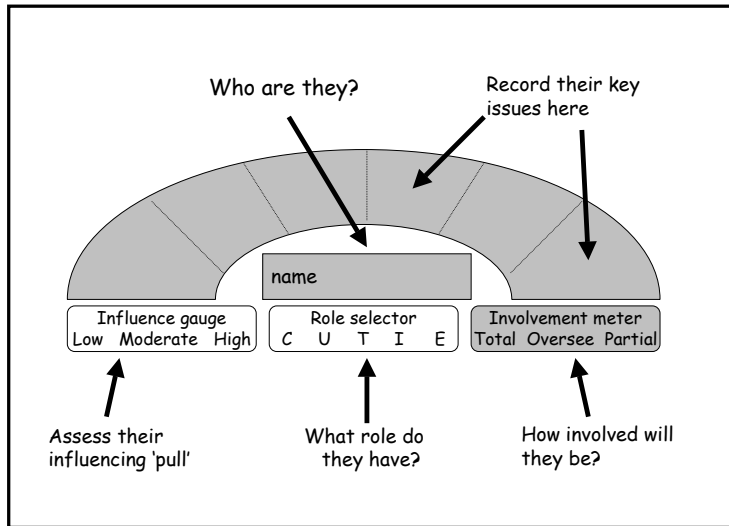 Who are they?
Record their key
issues here
name
Influence gauge
Low Moderate High
Role selector
C U T I E
Involvement meter
Total Oversee Partial
Assess their
influencing ‘pull’
What role do
they have?
How involved will
they be?